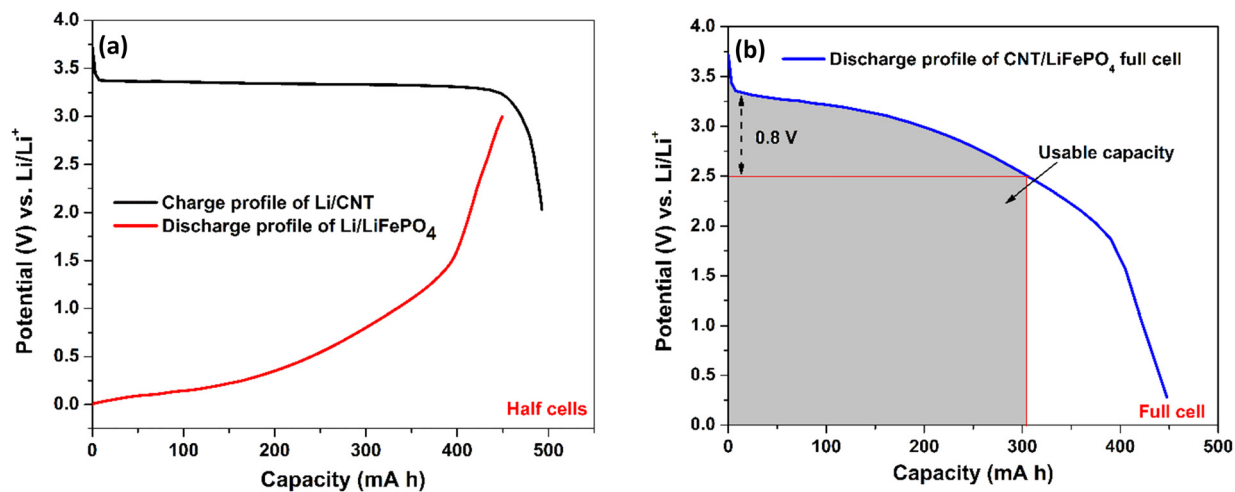 (a)
4.0
3.5
3.0
2.5
2.0
1.5
1.0
0.5
0.0
Potential (V) vs. Li/Li⁺
Charge profile of Li/CNT
Discharge profile of Li/LiFePO₄
Half cells
0 100 200 300 400 500
Capacity (mA h)
(b)
Discharge profile of CNT/LiFePO₄ full cell
4.0
3.5
3.0
2.5
2.0
1.5
1.0
0.5
0.0
Potential (V) vs. Li/Li⁺
0.8 V
Usable capacity
Full cell
0 100 200 300 400 500
Capacity (mA h)